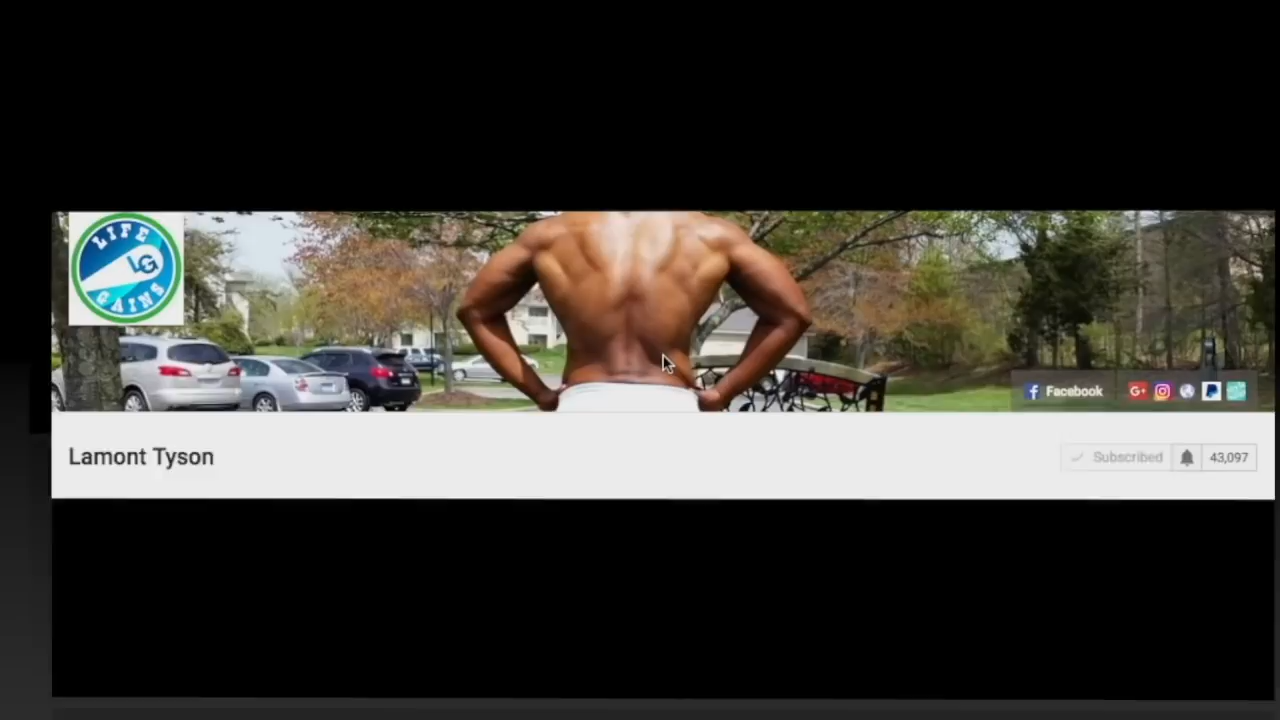 LIFE
LG
GAINS
Facebook
G+
Lamont Tyson
Subscribed
43,097